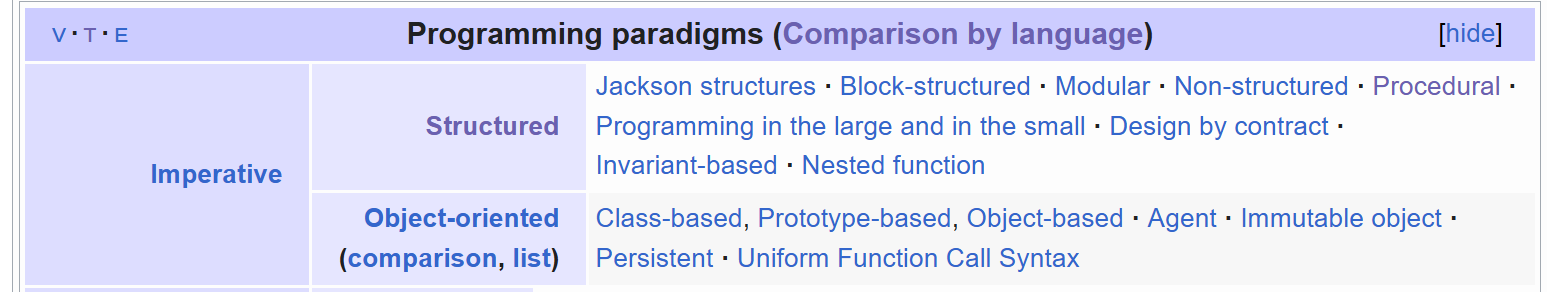 V · T · E Programming paradigms (Comparison by language) [hide]
Imperative
Structured
Jackson structures · Block-structured · Modular · Non-structured · Procedural ·
Programming in the large and in the small · Design by contract ·
Invariant-based · Nested function
Object-oriented
(comparison, list)
Class-based, Prototype-based, Object-based · Agent · Immutable object ·
Persistent · Uniform Function Call Syntax